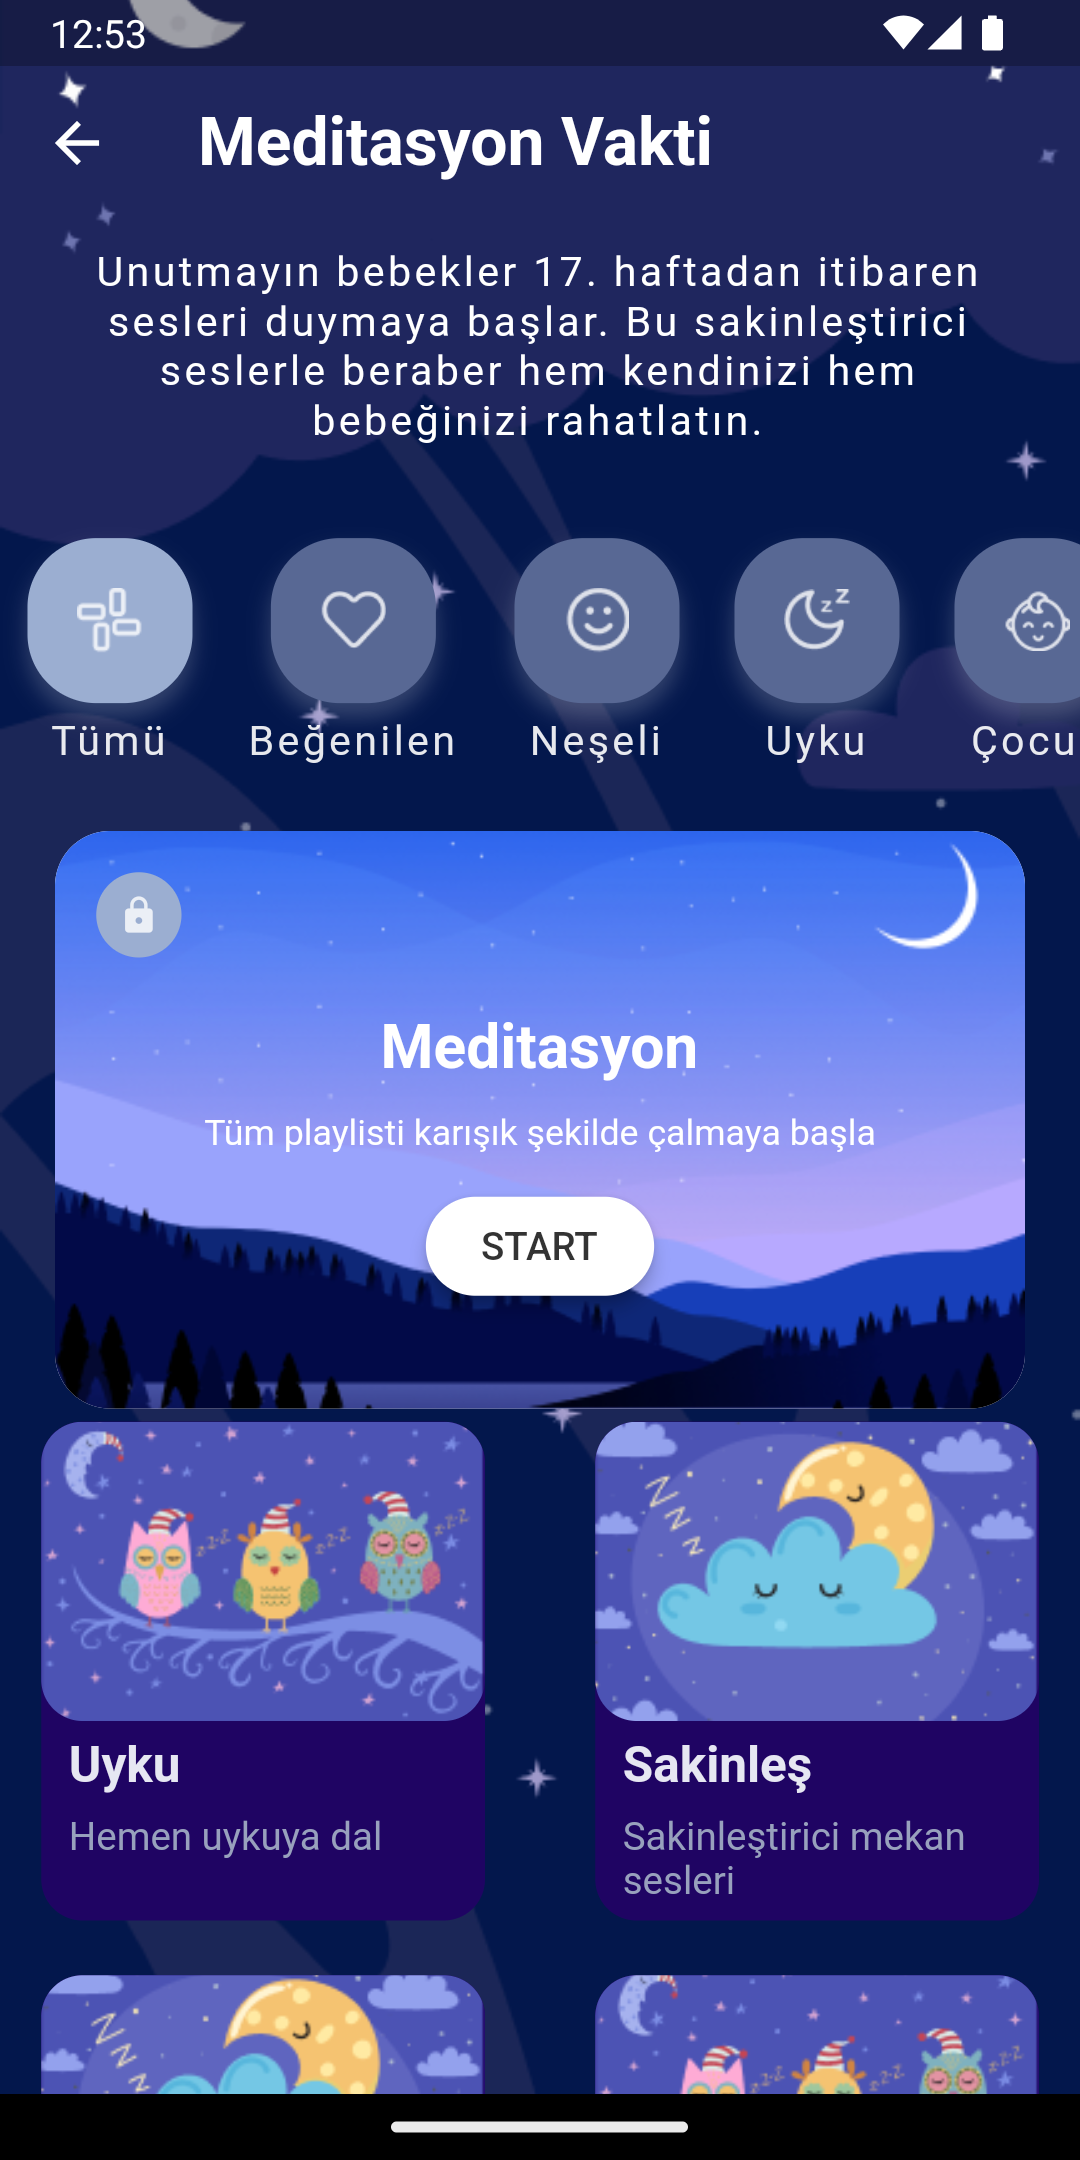 12:53
Meditasyon Vakti
Unutmayın bebekler 17. haftadan itibaren
sesleri duymaya başlar. Bu sakinleştirici
seslerle beraber hem kendinizi hem
bebeğinizi rahatlatın.
Tümü
Beğenilen
Neşeli
Uyku
Çocu
Meditasyon
Tüm playlisti karışık şekilde çalmaya başla
START
Uyku
Hemen uykuya dal
Sakinleş
Sakinleştirici mekan
sesleri